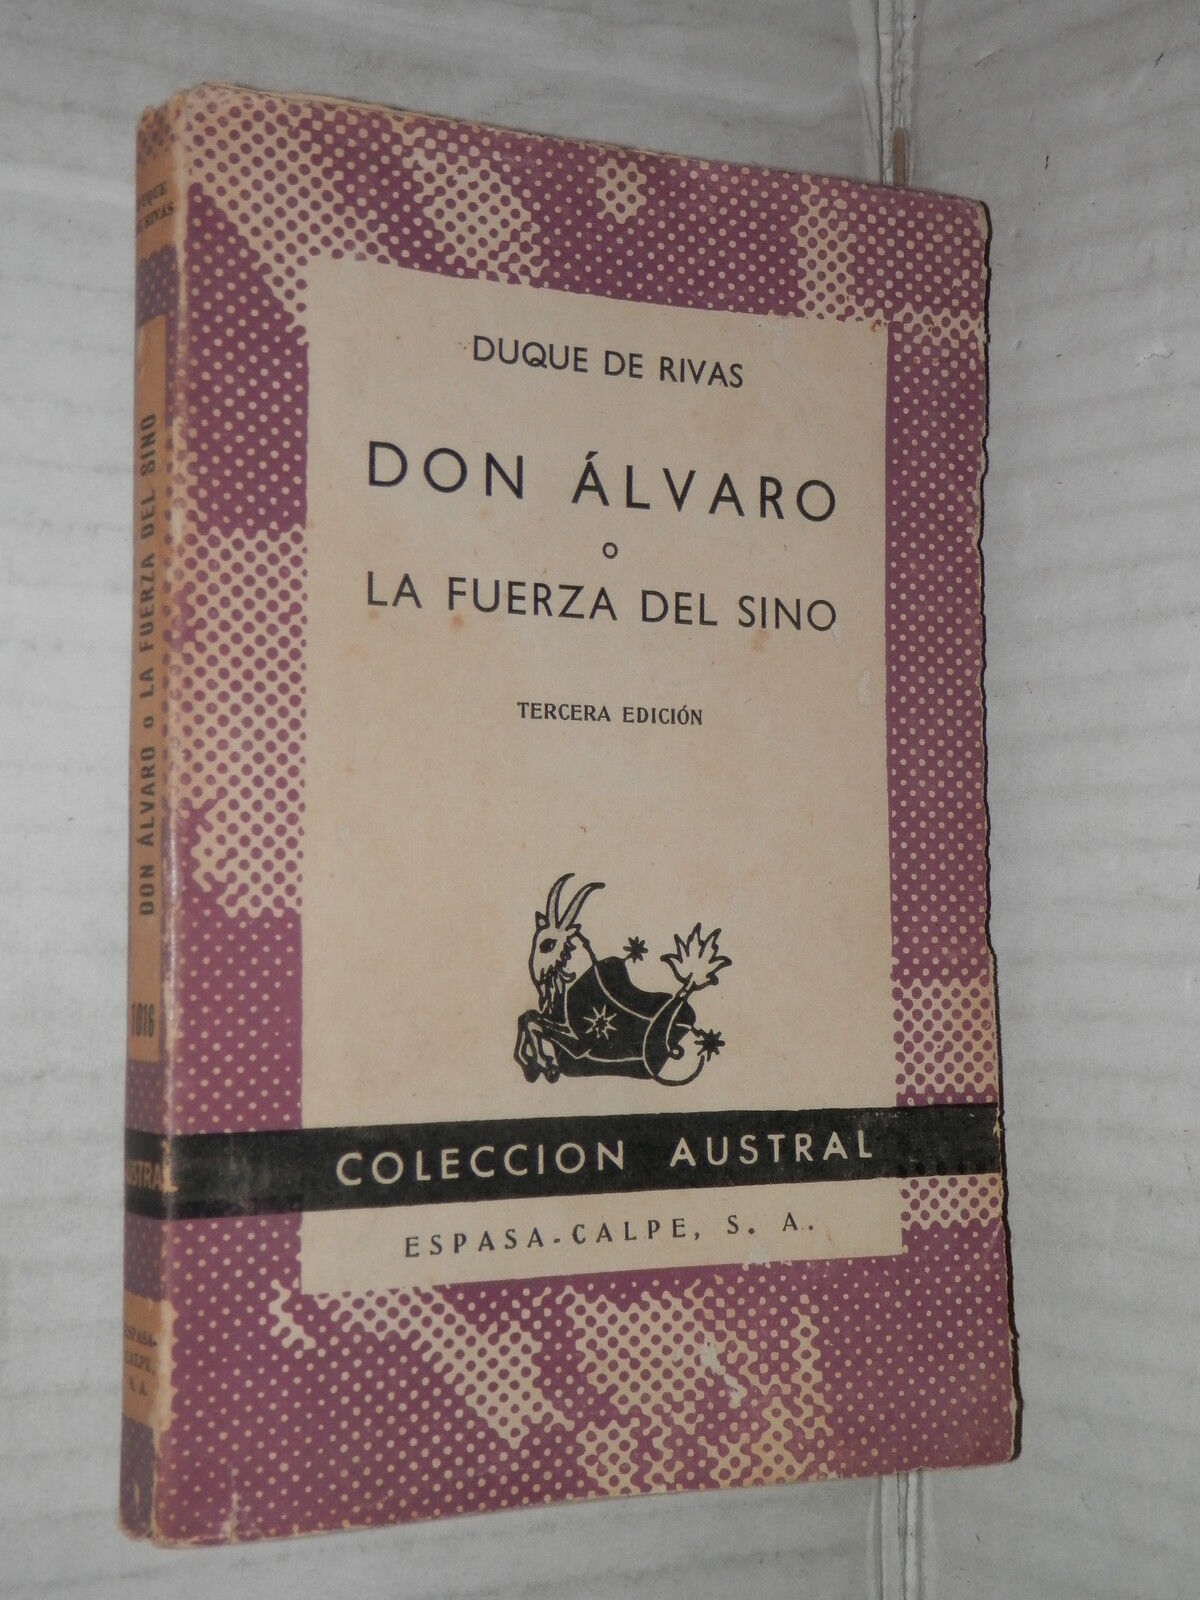 DUQUE DE RIVAS
DON ÁLVARO
o
LA FUERZA DEL SINO
TERCERA EDICIÓN
COLECCION AUSTRAL
ESPASA-CALPE, S. A.
DUQUE
DE RIVAS
DON ÁLVARO o LA FUERZA DEL SINO
1016
AUSTRAL
ESPASA-
CALPE,
S. A.